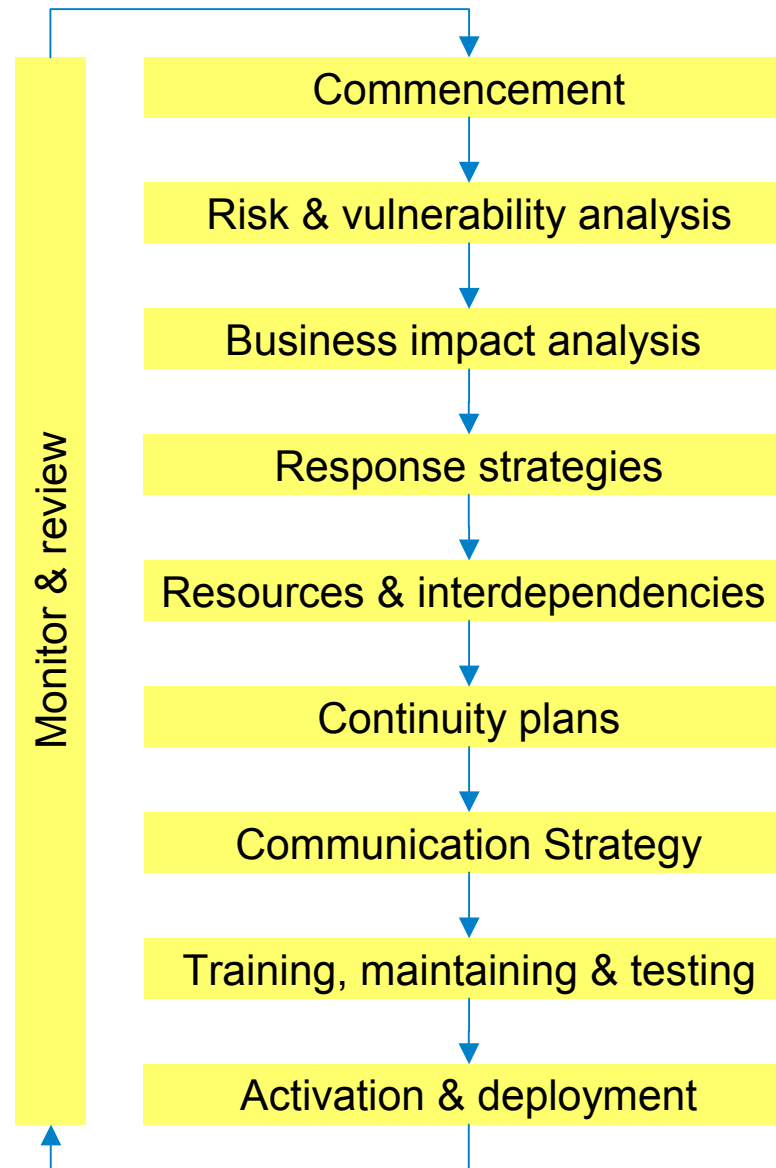 Commencement
Risk & vulnerability analysis
Business impact analysis
Response strategies
Resources & interdependencies
Continuity plans
Communication Strategy
Training, maintaining & testing
Activation & deployment
Monitor & review